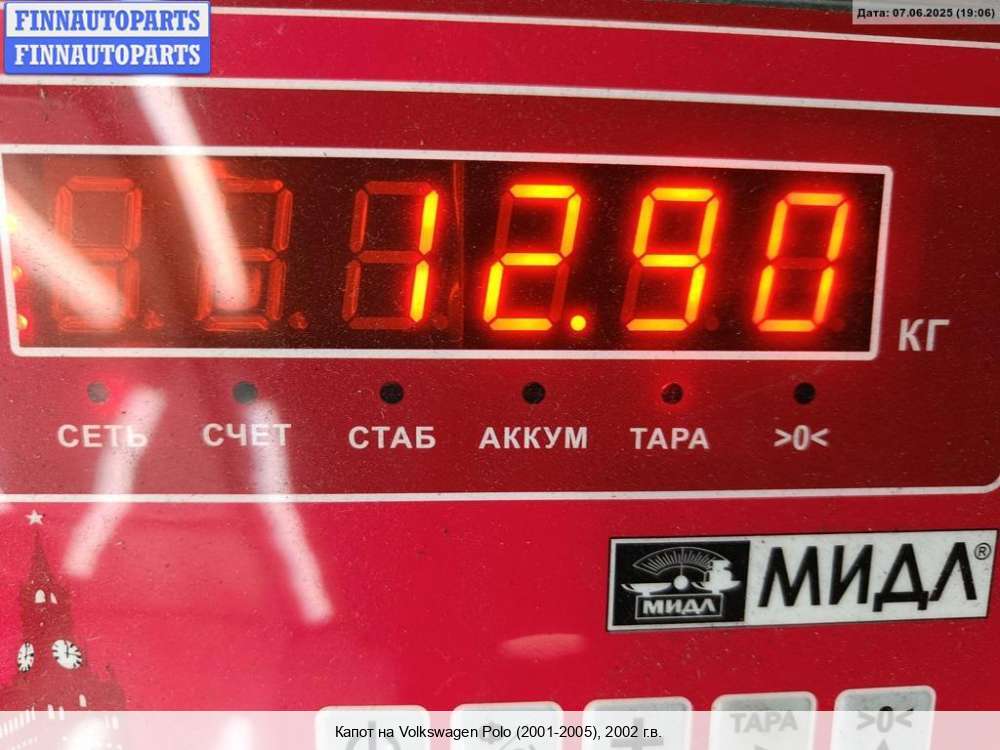 FINNAUTOPARTS
FINNAUTOPARTS
Дата: 07.06.2025 (19:06)
12.90
КГ
СЕТЬ СЧЕТ СТАБ АККУМ ТАРА >0<
МИДЛ МИДЛ®
ТАРА >0<
Капот на Volkswagen Polo (2001-2005), 2002 г.в.